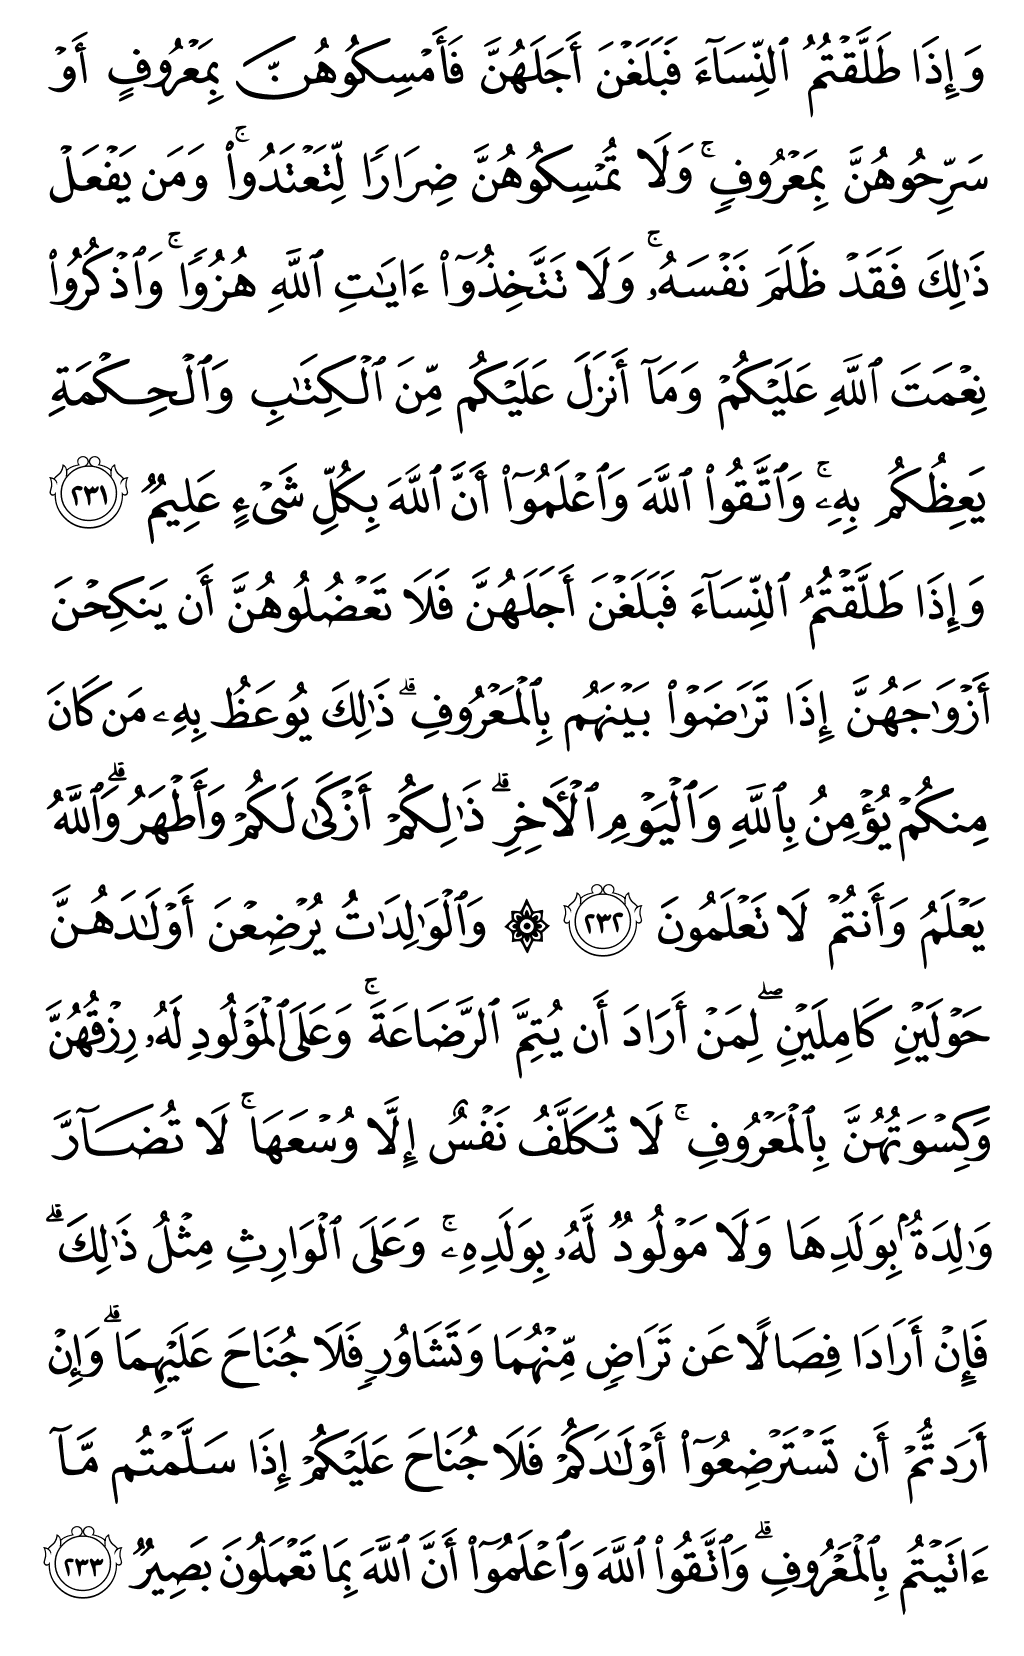 وَإِذَا طَلَّقْتُمُ ٱلنِّسَآءَ فَبَلَغْنَ أَجَلَهُنَّ فَأَمْسِكُوهُنَّ بِمَعْرُوفٍ أَوْ
سَرِّحُوهُنَّ بِمَعْرُوفٍۚ وَلَا تُمْسِكُوهُنَّ ضِرَارًا لِّتَعْتَدُوا۟ۚ وَمَن يَفْعَلْ
ذَٰلِكَ فَقَدْ ظَلَمَ نَفْسَهُۥۚ وَلَا تَتَّخِذُوٓا۟ ءَايَٰتِ ٱللَّهِ هُزُوًاۚ وَٱذْكُرُوا۟
نِعْمَتَ ٱللَّهِ عَلَيْكُمْ وَمَآ أَنزَلَ عَلَيْكُم مِّنَ ٱلْكِتَٰبِ وَٱلْحِكْمَةِ
يَعِظُكُم بِهِۦۚ وَٱتَّقُوا۟ ٱللَّهَ وَٱعْلَمُوٓا۟ أَنَّ ٱللَّهَ بِكُلِّ شَىْءٍ عَلِيمٌ ٢٣١
وَإِذَا طَلَّقْتُمُ ٱلنِّسَآءَ فَبَلَغْنَ أَجَلَهُنَّ فَلَا تَعْضُلُوهُنَّ أَن يَنكِحْنَ
أَزْوَٰجَهُنَّ إِذَا تَرَٰضَوْا۟ بَيْنَهُم بِٱلْمَعْرُوفِۗ ذَٰلِكَ يُوعَظُ بِهِۦ مَن كَانَ
مِنكُمْ يُؤْمِنُ بِٱللَّهِ وَٱلْيَوْمِ ٱلْأَخِرِۗ ذَٰلِكُمْ أَزْكَىٰ لَكُمْ وَأَطْهَرُۗ وَٱللَّهُ
يَعْلَمُ وَأَنتُمْ لَا تَعْلَمُونَ ٢٣٢ ۞ وَٱلْوَٰلِدَٰتُ يُرْضِعْنَ أَوْلَٰدَهُنَّ
حَوْلَيْنِ كَامِلَيْنِۖ لِمَنْ أَرَادَ أَن يُتِمَّ ٱلرَّضَاعَةَۚ وَعَلَى ٱلْمَوْلُودِ لَهُۥ رِزْقُهُنَّ
وَكِسْوَتُهُنَّ بِٱلْمَعْرُوفِۚ لَا تُكَلَّفُ نَفْسٌ إِلَّا وُسْعَهَاۚ لَا تُضَآرَّ
وَٰلِدَةٌۢ بِوَلَدِهَا وَلَا مَوْلُودٌ لَّهُۥ بِوَلَدِهِۦۚ وَعَلَى ٱلْوَارِثِ مِثْلُ ذَٰلِكَۗ
فَإِنْ أَرَادَا فِصَالًا عَن تَرَاضٍ مِّنْهُمَا وَتَشَاوُرٍ فَلَا جُنَاحَ عَلَيْهِمَاۗ وَإِنْ
أَرَدتُّمْ أَن تَسْتَرْضِعُوٓا۟ أَوْلَٰدَكُمْ فَلَا جُنَاحَ عَلَيْكُمْ إِذَا سَلَّمْتُم مَّآ
ءَاتَيْتُم بِٱلْمَعْرُوفِۗ وَٱتَّقُوا۟ ٱللَّهَ وَٱعْلَمُوٓا۟ أَنَّ ٱللَّهَ بِمَا تَعْمَلُونَ بَصِيرٌ ٢٣٣